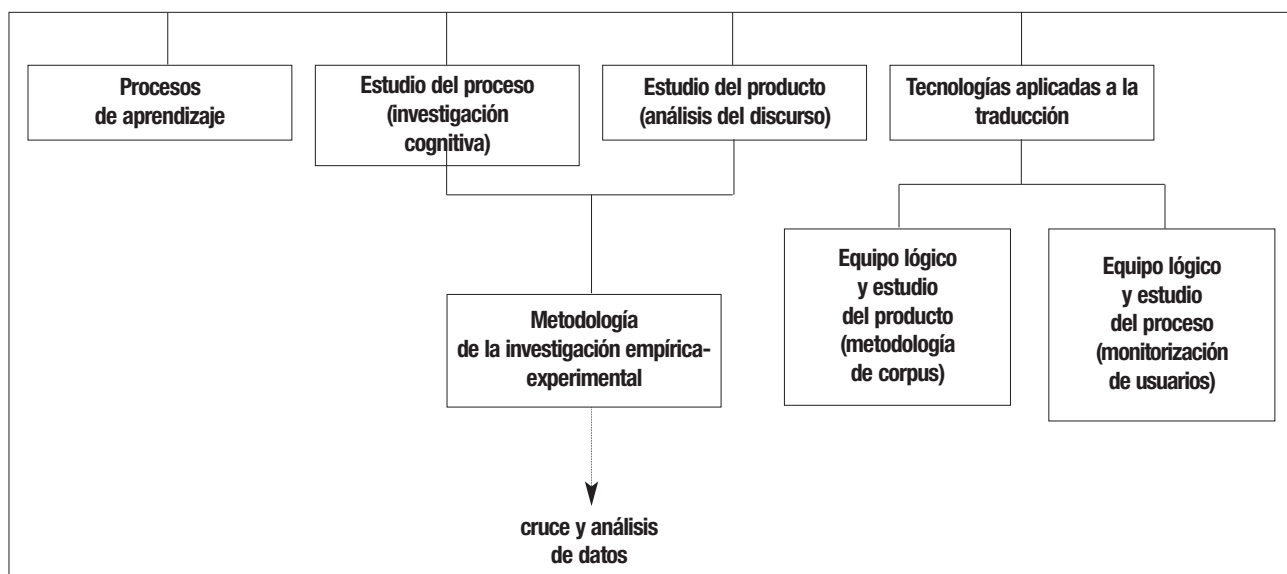 Procesos
de aprendizaje
Estudio del proceso
(investigación
cognitiva)
Estudio del producto
(análisis del discurso)
Tecnologías aplicadas a la
traducción
Metodología
de la investigación empírica-
experimental
Equipo lógico
y estudio
del producto
(metodología
de corpus)
Equipo lógico
y estudio
del proceso
(monitorización
de usuarios)
cruce y análisis
de datos